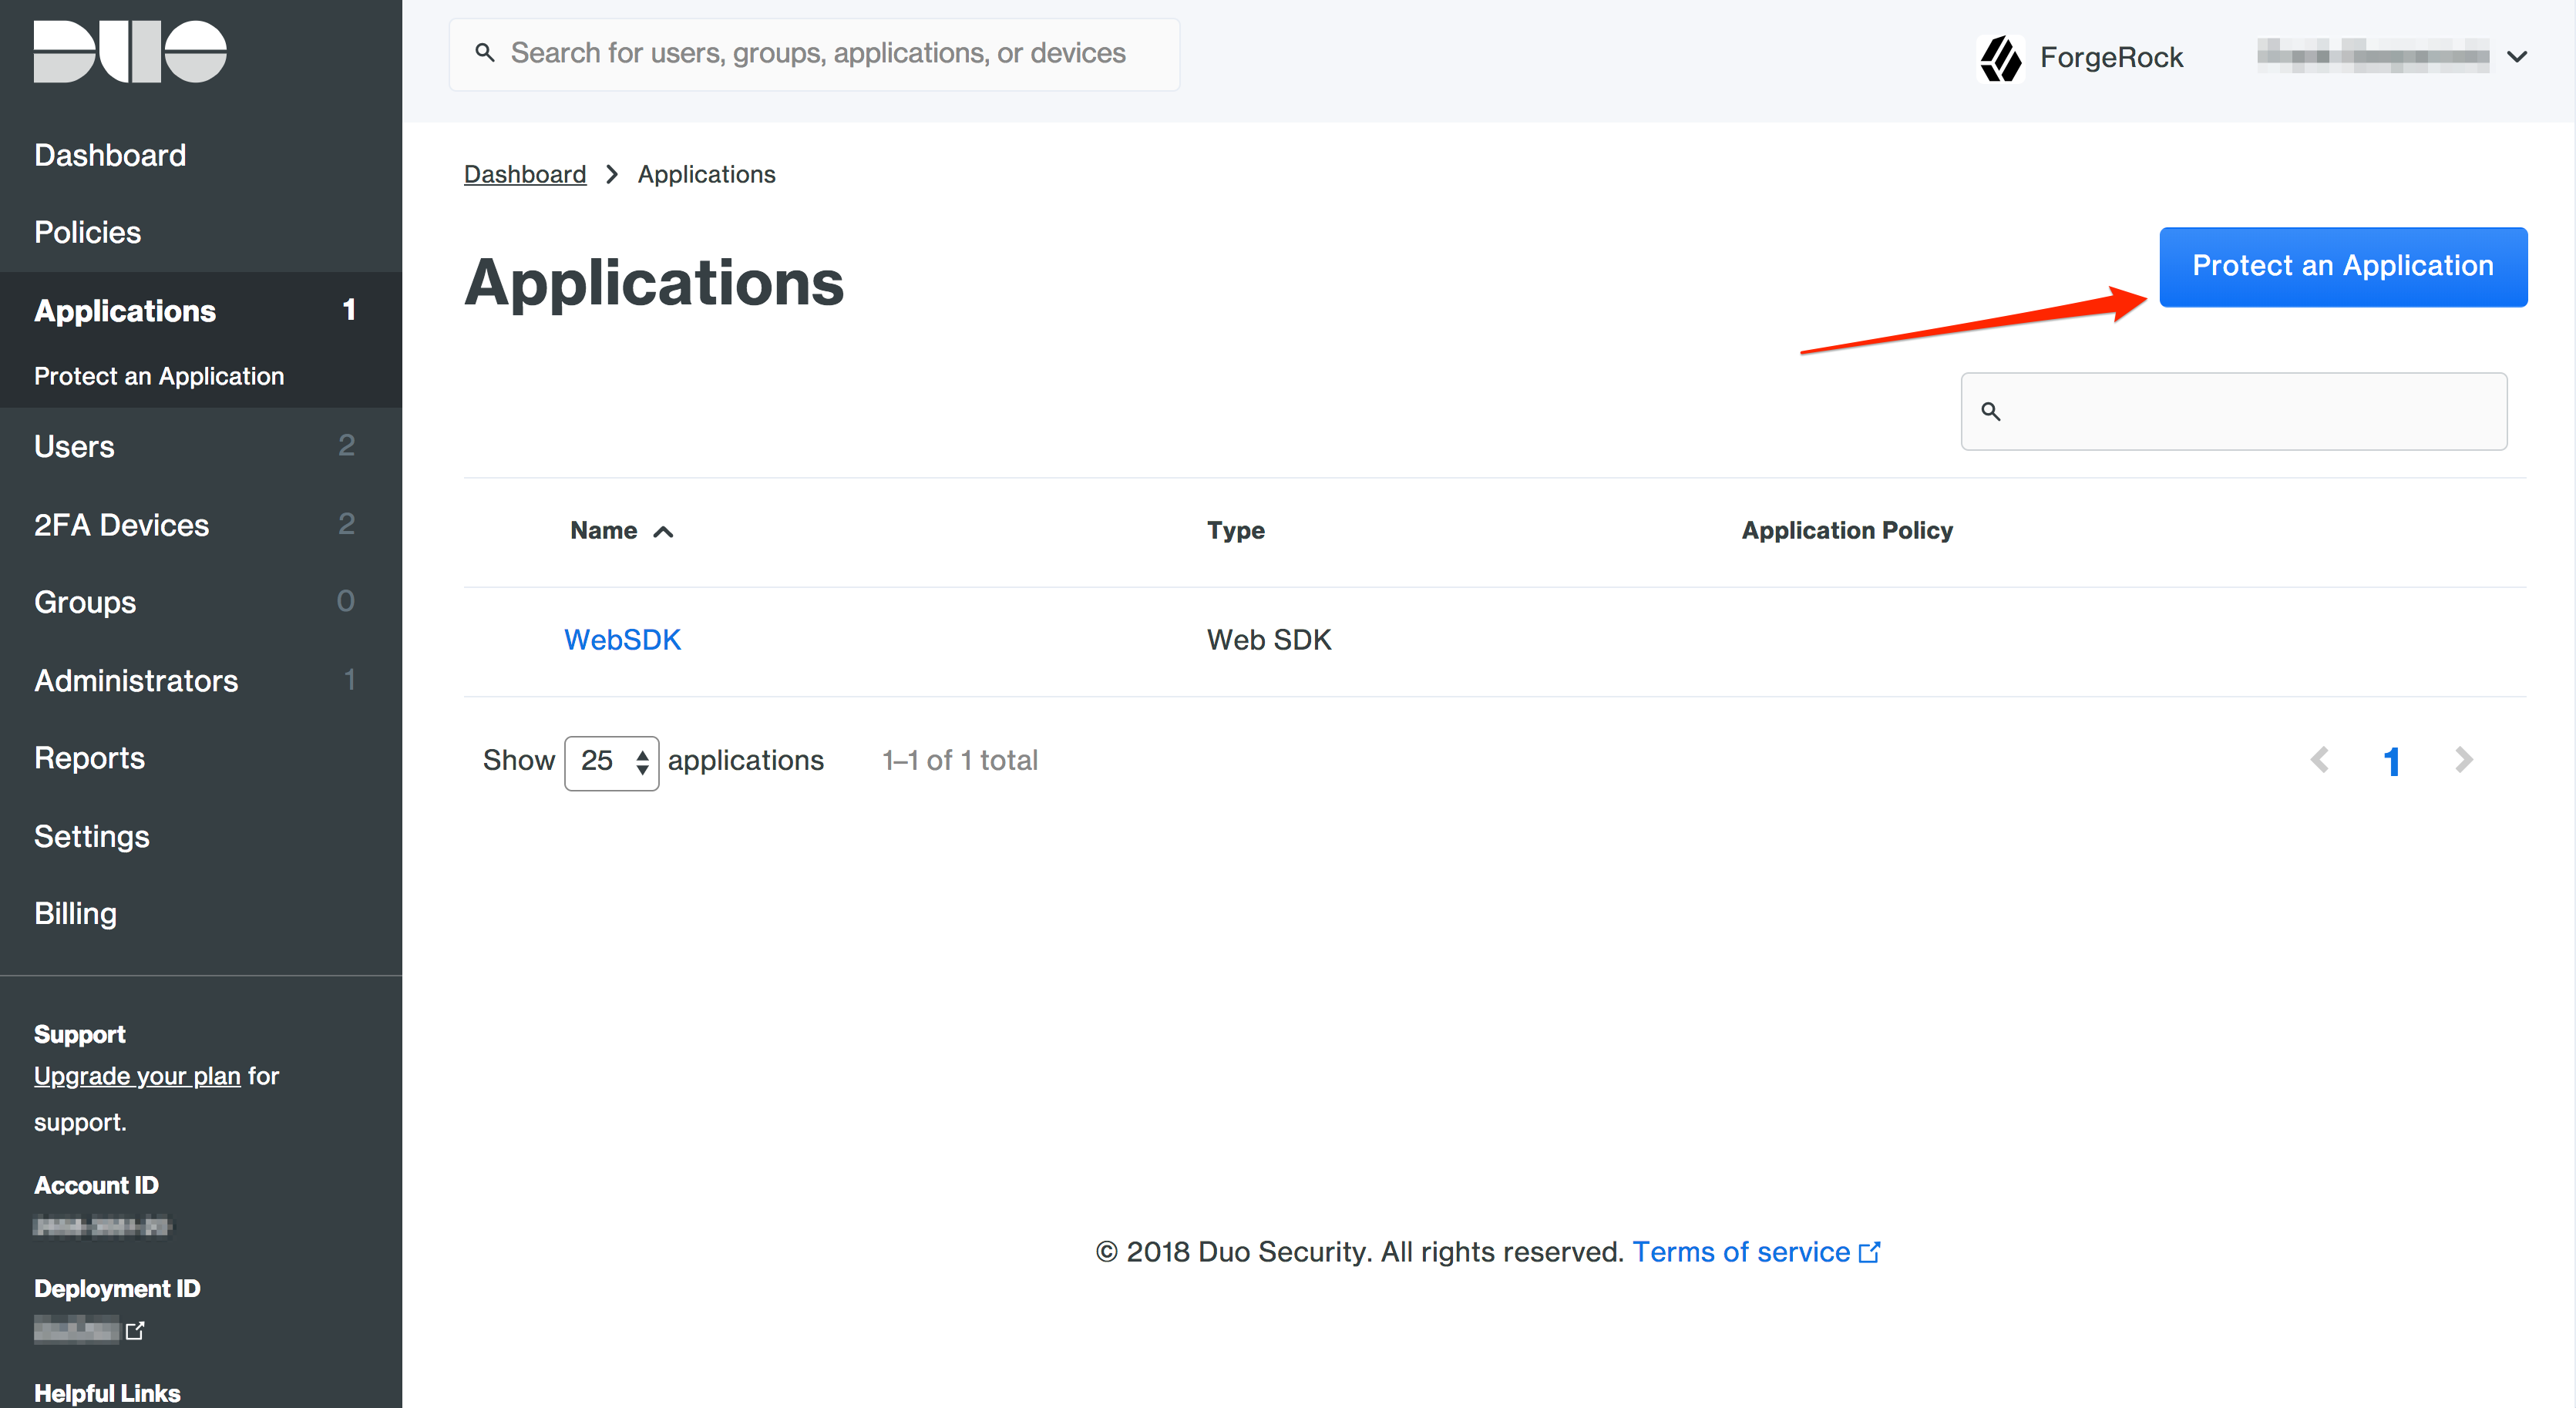 DUO
Search for users, groups, applications, or devices
ForgeRock
Dashboard
Policies
Applications 1
Protect an Application
Users 2
2FA Devices 2
Groups 0
Administrators 1
Reports
Settings
Billing
Support
Upgrade your plan for
support.
Account ID
Deployment ID
Helpful Links
Dashboard Applications
Applications
Protect an Application
Name Type Application Policy
WebSDK Web SDK
Show 25 applications 1–1 of 1 total 1
© 2018 Duo Security. All rights reserved. Terms of service